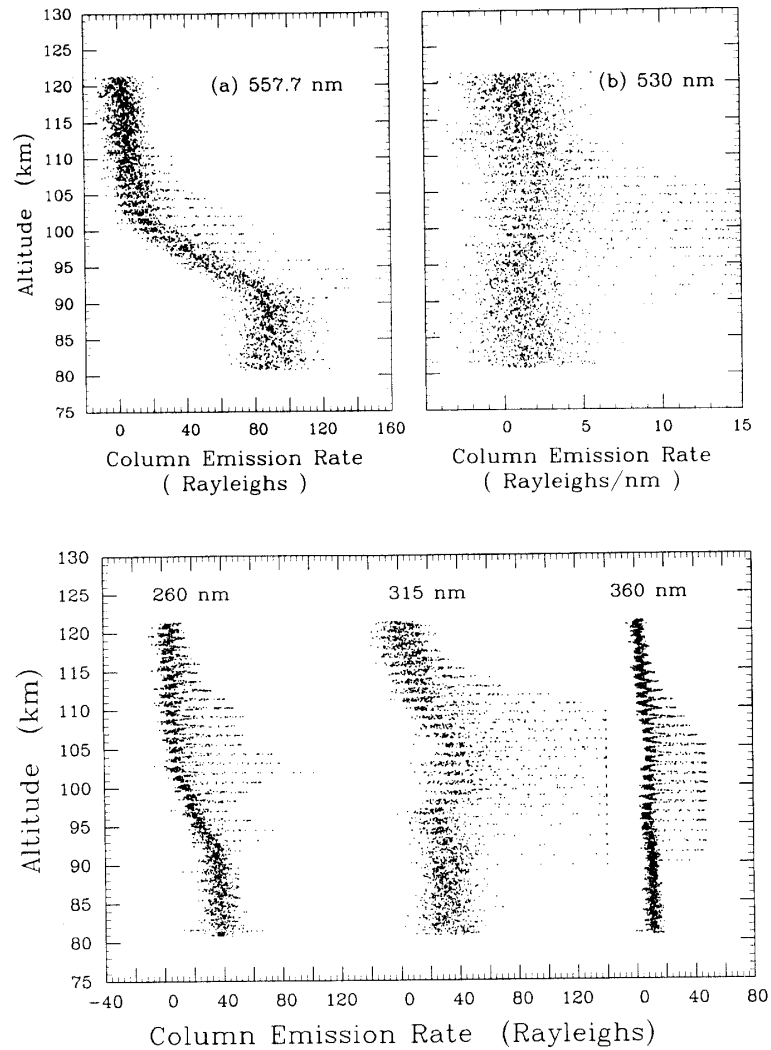 130
125
120
115
110
105
100
95
90
85
80
75
Altitude (km)
(a) 557.7 nm
0 40 80 120 160
Column Emission Rate
( Rayleighs )
(b) 530 nm
0 5 10 15
Column Emission Rate
( Rayleighs/nm )
130
125
120
115
110
105
100
95
90
85
80
75
Altitude (km)
260 nm 315 nm 360 nm
-40 0 40 80 120 0 40 80 120 0 40 80
Column Emission Rate (Rayleighs)